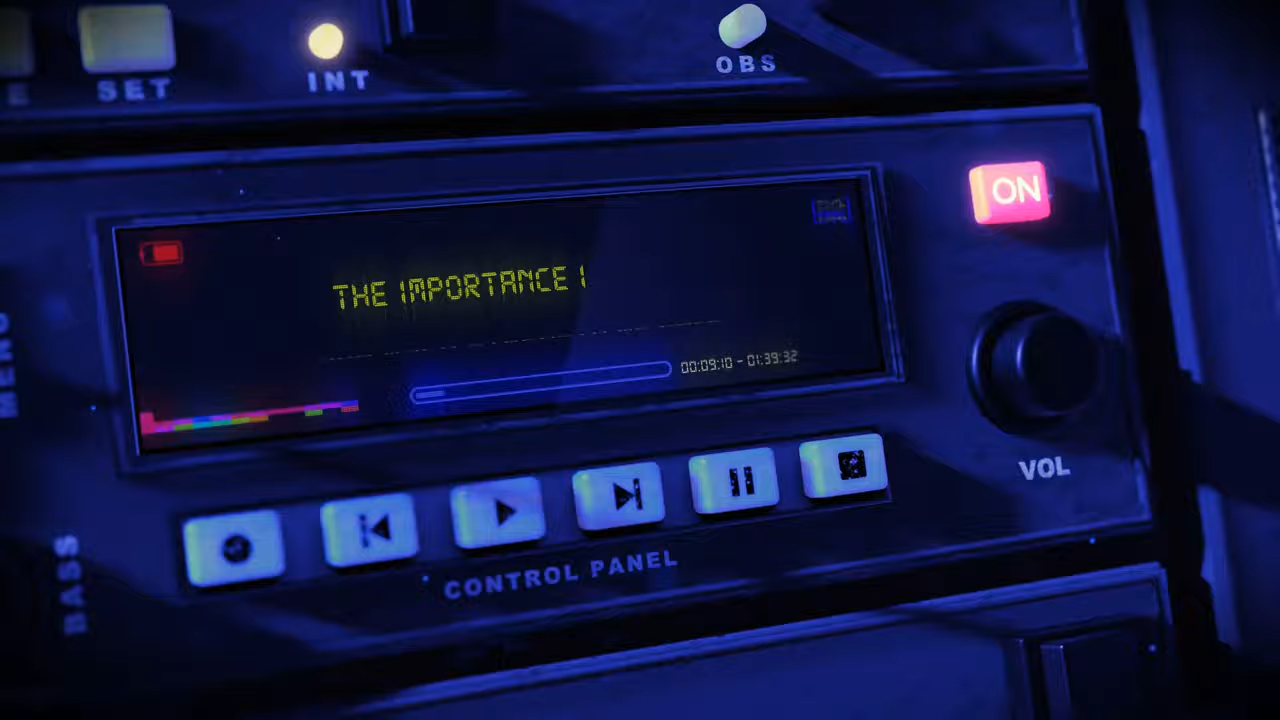 E SET INT OBS
ON
THE IMPORTANCE I
00:09:10 - 01:39:32
MENU
VOL
CONTROL PANEL
BASS